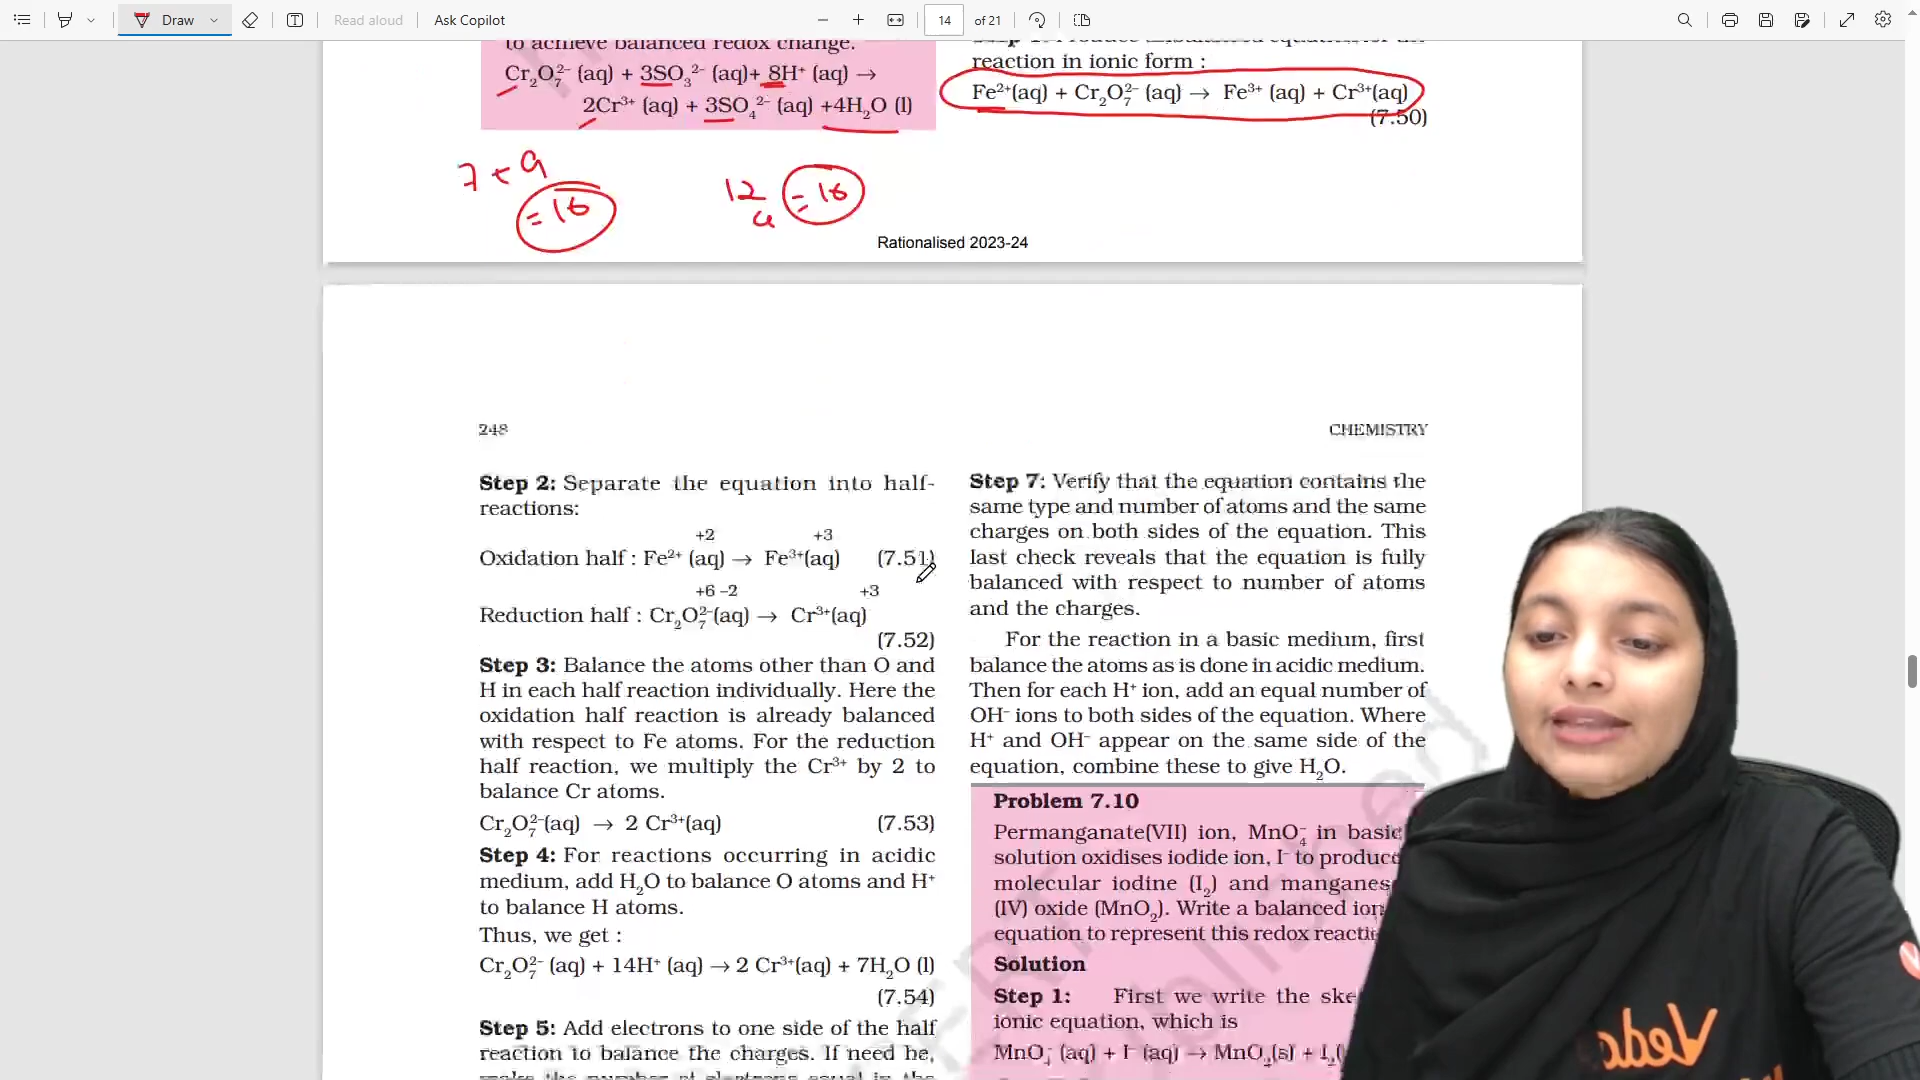 Draw
Read aloud
Ask Copilot
14
of 21
to achieve balanced redox change.
Cr₂O₇²⁻ (aq) + 3SO₃²⁻ (aq)+ 8H⁺ (aq) →
2Cr³⁺ (aq) + 3SO₄²⁻ (aq) +4H₂O (l)
reaction in ionic form :
Fe²⁺(aq) + Cr₂O₇²⁻ (aq) → Fe³⁺ (aq) + Cr³⁺(aq)
(7.50)
7 + 9
= 16
12
4
= 16
Rationalised 2023-24
248
CHEMISTRY
Step 2: Separate the equation into half-
reactions:
+2 +3
Oxidation half : Fe²⁺ (aq) → Fe³⁺(aq) (7.51)
+6 –2 +3
Reduction half : Cr₂O₇²⁻(aq) → Cr³⁺(aq)
(7.52)
Step 3: Balance the atoms other than O and
H in each half reaction individually. Here the
oxidation half reaction is already balanced
with respect to Fe atoms. For the reduction
half reaction, we multiply the Cr³⁺ by 2 to
balance Cr atoms.
Cr₂O₇²⁻(aq) → 2 Cr³⁺(aq) (7.53)
Step 4: For reactions occurring in acidic
medium, add H₂O to balance O atoms and H⁺
to balance H atoms.
Thus, we get :
Cr₂O₇²⁻ (aq) + 14H⁺ (aq) → 2 Cr³⁺(aq) + 7H₂O (l)
(7.54)
Step 5: Add electrons to one side of the half
reaction to balance the charges. If need be,
Step 7: Verify that the equation contains the
same type and number of atoms and the same
charges on both sides of the equation. This
last check reveals that the equation is fully
balanced with respect to number of atoms
and the charges.
For the reaction in a basic medium, first
balance the atoms as is done in acidic medium.
Then for each H⁺ ion, add an equal number of
OH⁻ ions to both sides of the equation. Where
H⁺ and OH⁻ appear on the same side of the
equation, combine these to give H₂O.
Problem 7.10
Permanganate(VII) ion, MnO₄⁻ in basic
solution oxidises iodide ion, I⁻ to produce
molecular iodine (I₂) and manganes
(IV) oxide (MnO₂). Write a balanced ion
equation to represent this redox reacti
Solution
Step 1: First we write the ske
ionic equation, which is
MnO₄⁻ (aq) + I⁻ (aq) → MnO₂(s) + I₂(